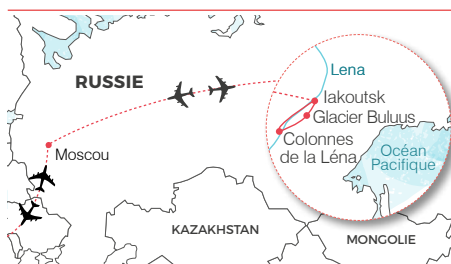 RUSSIE
Lena
Iakoutsk
Glacier Buluus
Colonnes
de la Léna
Moscou
Océan
Pacifique
KAZAKHSTAN
MONGOLIE